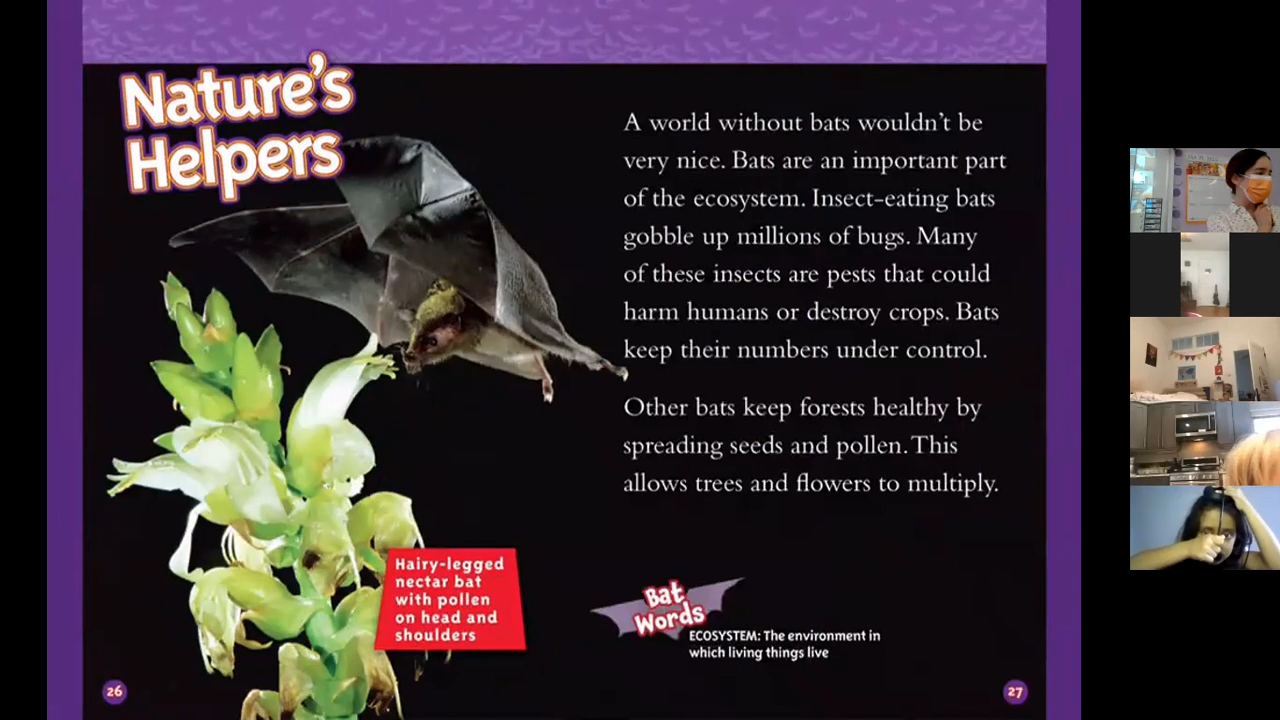 Nature's
Helpers
A world without bats wouldn't be
very nice. Bats are an important part
of the ecosystem. Insect-eating bats
gobble up millions of bugs. Many
of these insects are pests that could
harm humans or destroy crops. Bats
keep their numbers under control.
Other bats keep forests healthy by
spreading seeds and pollen. This
allows trees and flowers to multiply.
Hairy-legged
nectar bat
with pollen
on head and
shoulders
Bat
Words
ECOSYSTEM: The environment in
which living things live
26
27